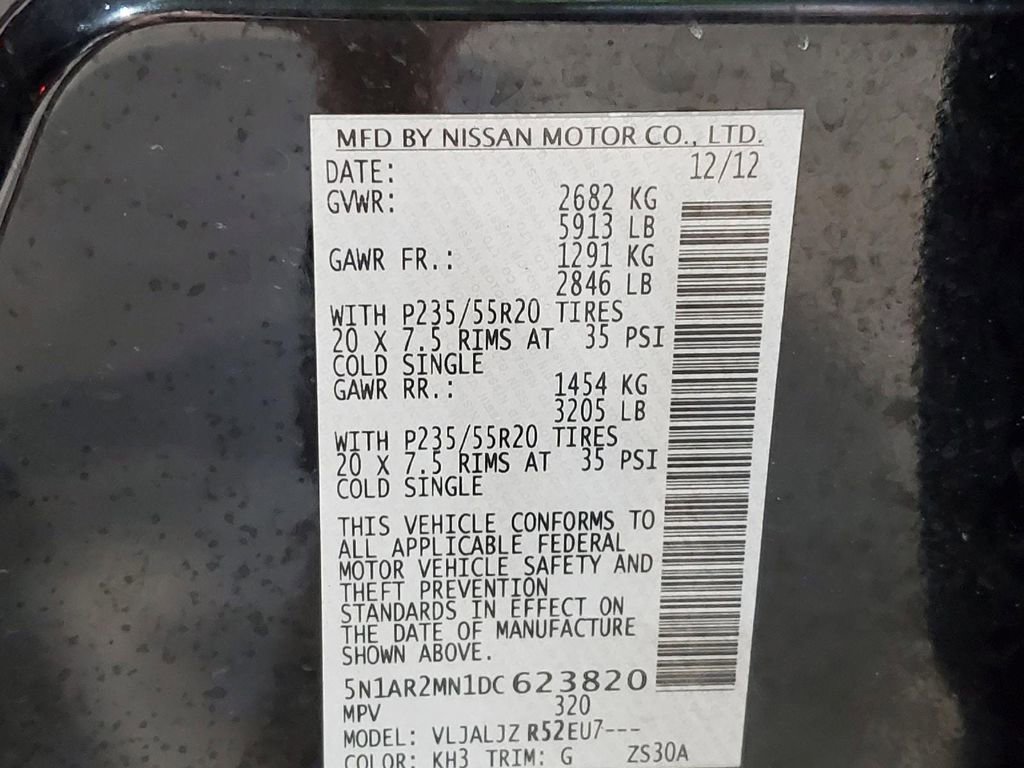 MFD BY NISSAN MOTOR CO., LTD.
DATE: 12/12
GVWR: 2682 KG
5913 LB
GAWR FR.: 1291 KG
2846 LB
WITH P235/55R20 TIRES
20 X 7.5 RIMS AT 35 PSI
COLD SINGLE
GAWR RR.: 1454 KG
3205 LB
WITH P235/55R20 TIRES
20 X 7.5 RIMS AT 35 PSI
COLD SINGLE
THIS VEHICLE CONFORMS TO
ALL APPLICABLE FEDERAL
MOTOR VEHICLE SAFETY AND
THEFT PREVENTION
STANDARDS IN EFFECT ON
THE DATE OF MANUFACTURE
SHOWN ABOVE.
5N1AR2MN1DC 623820
MPV 320
MODEL: VLJALJZ R52EU7---
COLOR: KH3 TRIM: G ZS30A